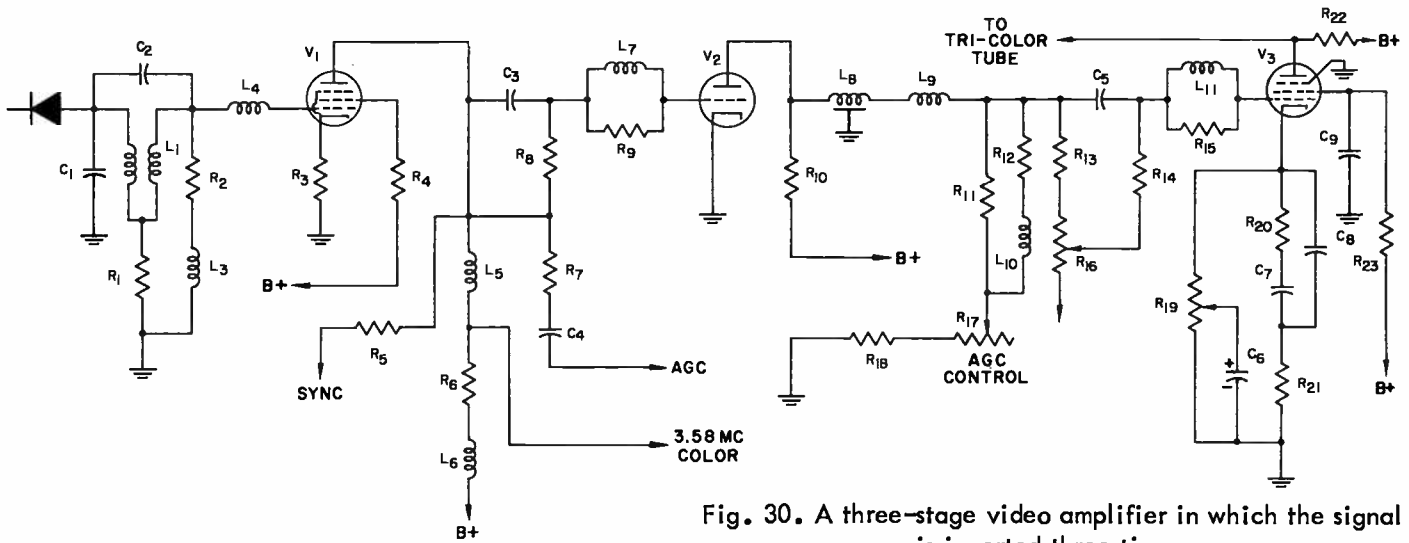 C2
L4
V1
C1
L1
R2
R1
L3
R3
R4
B+
C3
L7
R9
R8
V2
L5
R7
C4
R5
SYNC
AGC
R6
3.58 MC
COLOR
L6
B+
R10
B+
L8
L9
R11
R12
L10
R13
R16
C5
R14
R17
R18
AGC
CONTROL
TO
TRI-COLOR
TUBE
R22
B+
V3
L11
R15
C9
R20
C8
C7
R19
C6
R21
R23
B+
Fig. 30. A three-stage video amplifier in which the signal